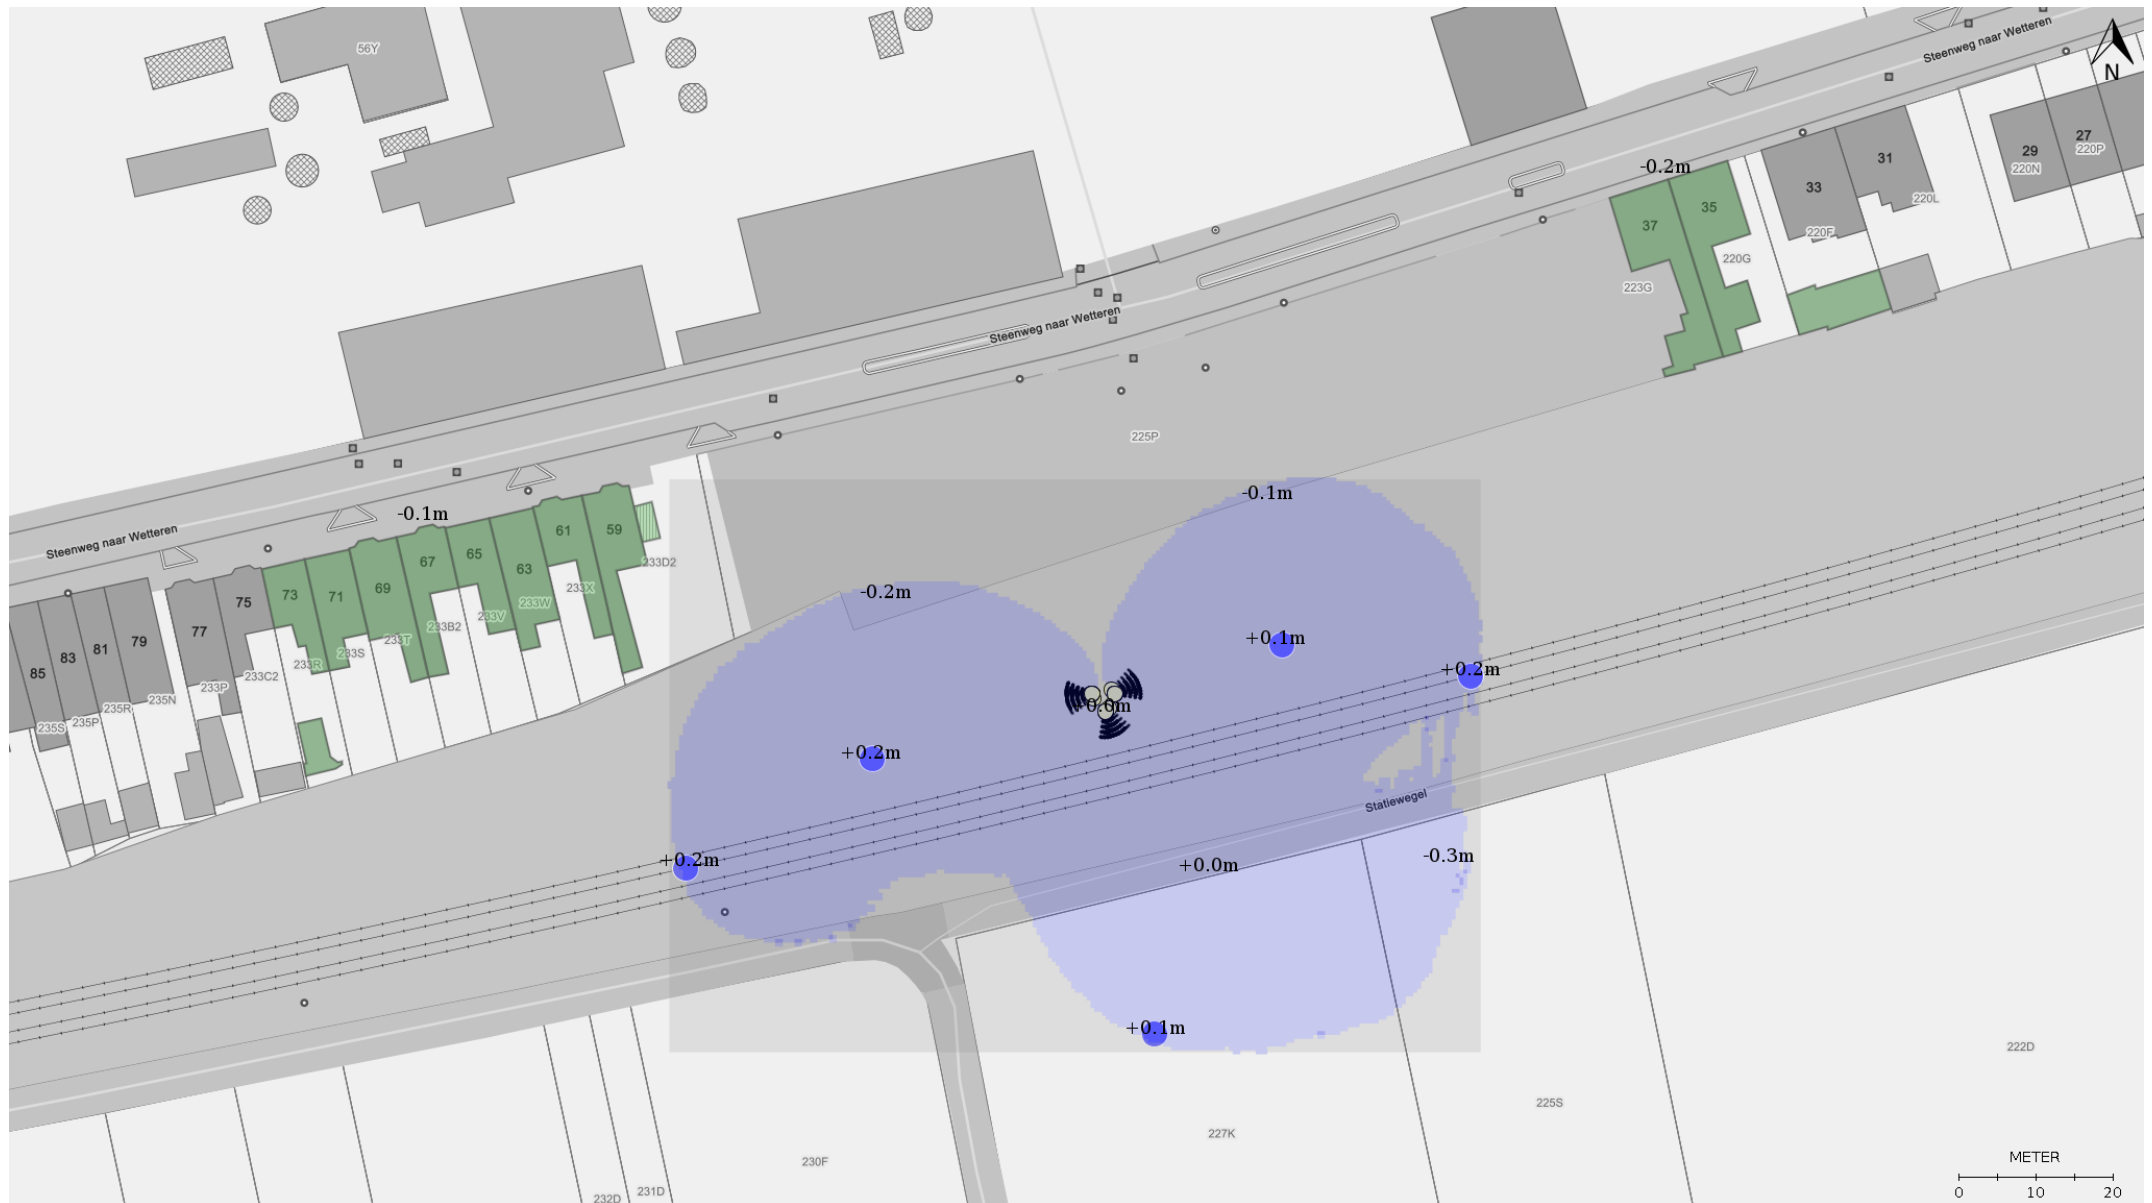 56Y
Steenweg naar Wetteren
N
-0.2m
37
35
33
31
29
27
220P
220N
220L
220F
220G
223G
Steenweg naar Wetteren
225P
-0.1m
-0.1m
Steenweg naar Wetteren
85
83
81
79
77
75
73
71
69
67
65
63
61
59
233D2
233X
233W
233V
233B2
233T
233S
233R
233C2
233P
235N
235R
235P
235S
-0.2m
+0.1m
+0.2m
+0.0m
+0.2m
+0.2m
Statiewegel
+0.0m
-0.3m
+0.1m
222D
225S
227K
230F
231D
232D
METER
0 10 20